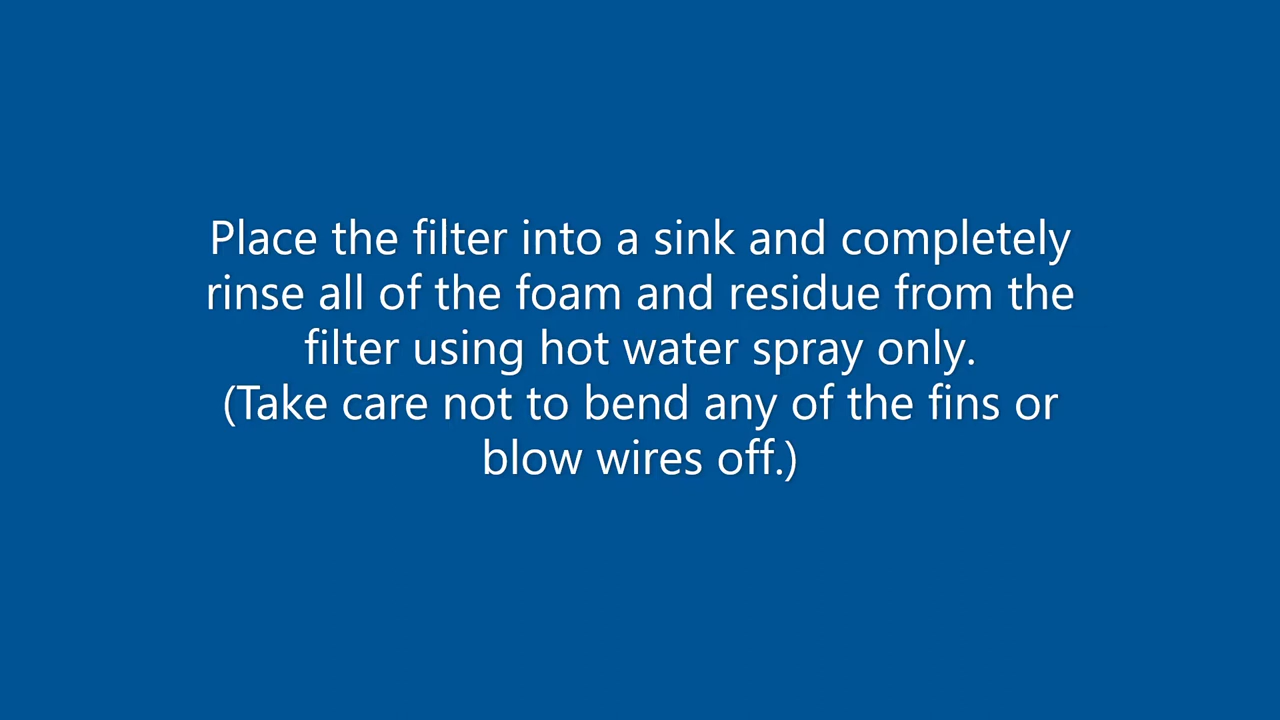 Place the filter into a sink and completely
rinse all of the foam and residue from the
filter using hot water spray only.
(Take care not to bend any of the fins or
blow wires off.)